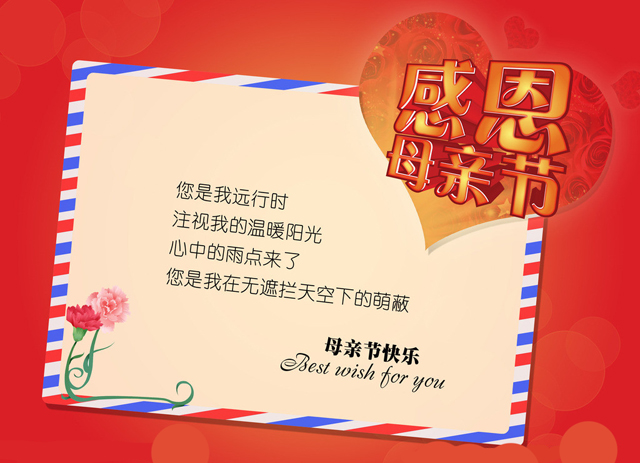 感恩
母亲节
您是我远行时
注视我的温暖阳光
心中的雨点来了
您是我在无遮拦天空下的萌蔽
母亲节快乐
Best wish for you